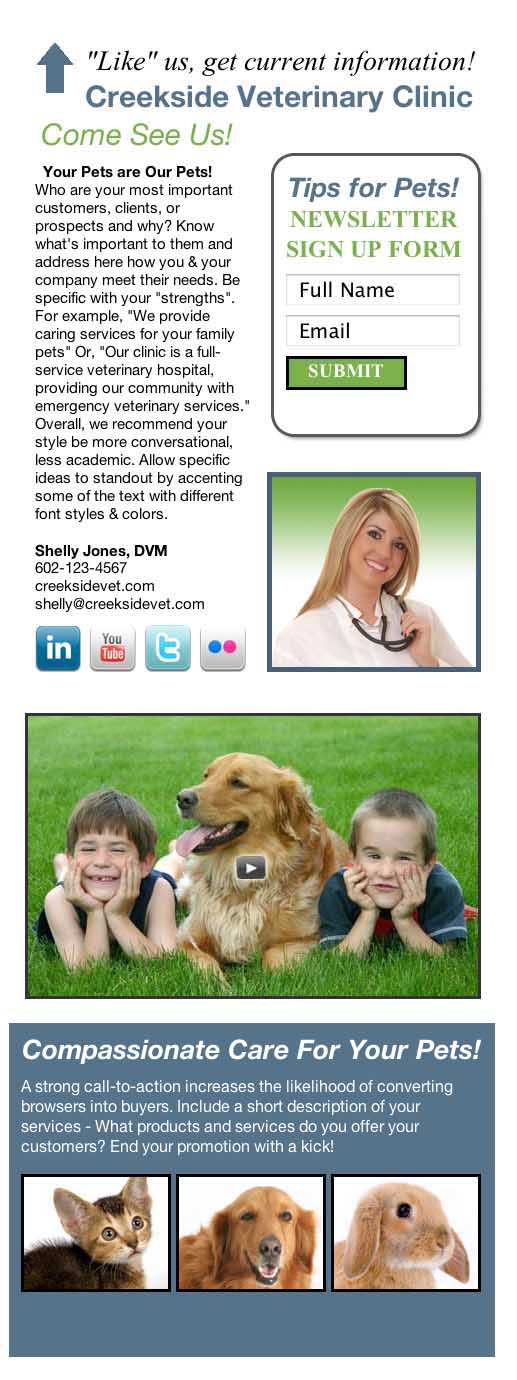 "Like" us, get current information!
Creekside Veterinary Clinic
Come See Us!
Your Pets are Our Pets!
Who are your most important
customers, clients, or
prospects and why? Know
what's important to them and
address here how you & your
company meet their needs. Be
specific with your "strengths".
For example, "We provide
caring services for your family
pets" Or, "Our clinic is a full-
service veterinary hospital,
providing our community with
emergency veterinary services."
Overall, we recommend your
style be more conversational,
less academic. Allow specific
ideas to standout by accenting
some of the text with different
font styles & colors.
Shelly Jones, DVM
602-123-4567
creeksidevet.com
shelly@creeksidevet.com
in
You
Tube
t
Tips for Pets!
NEWSLETTER
SIGN UP FORM
Full Name
Email
SUBMIT
Compassionate Care For Your Pets!
A strong call-to-action increases the likelihood of converting
browsers into buyers. Include a short description of your
services - What products and services do you offer your
customers? End your promotion with a kick!